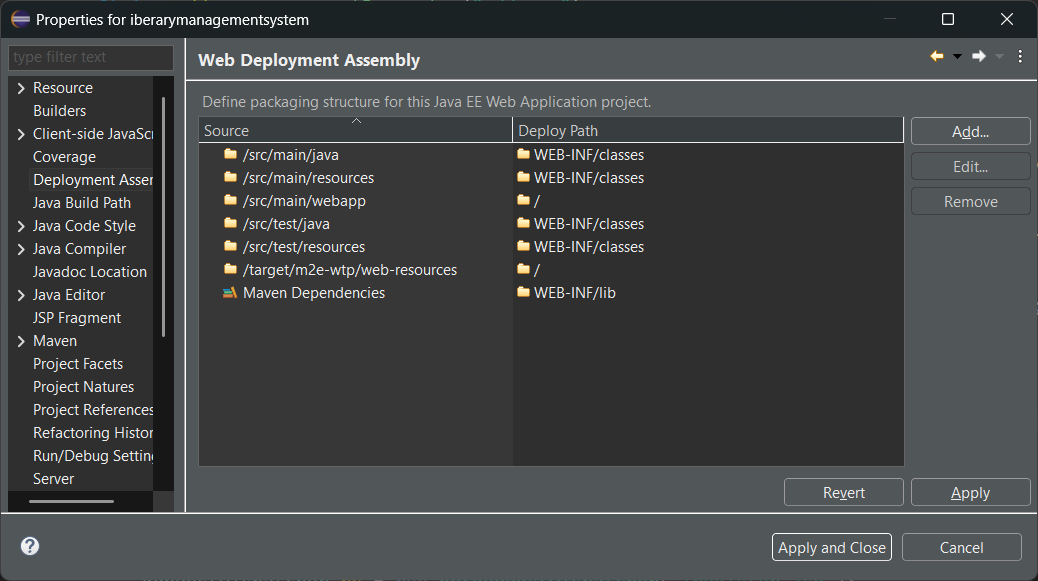 Properties for iberarymanagementsystem
type filter text
Resource
Builders
Client-side JavaScr
Coverage
Deployment Asser
Java Build Path
Java Code Style
Java Compiler
Javadoc Location
Java Editor
JSP Fragment
Maven
Project Facets
Project Natures
Project References
Refactoring Histor
Run/Debug Setting
Server
Web Deployment Assembly
Define packaging structure for this Java EE Web Application project.
Source Deploy Path
/src/main/java WEB-INF/classes
/src/main/resources WEB-INF/classes
/src/main/webapp /
/src/test/java WEB-INF/classes
/src/test/resources WEB-INF/classes
/target/m2e-wtp/web-resources /
Maven Dependencies WEB-INF/lib
Add...
Edit...
Remove
Revert Apply
? Apply and Close Cancel